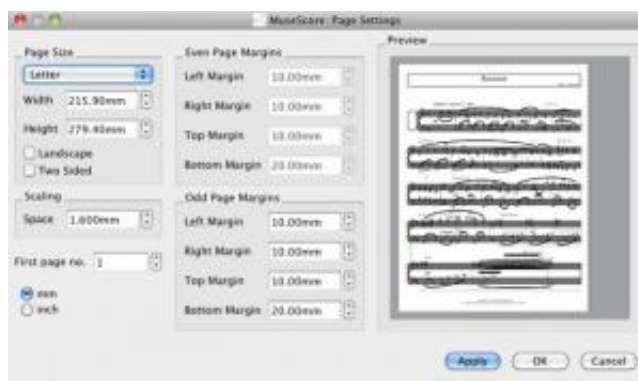 MuseScore: Page Settings
Page Size
Letter
Width 215.90mm
Height 279.40mm
Landscape
Two Sided
Scaling
Space 1.600mm
First page no. 1
mm
inch
Even Page Margins
Left Margin 10.00mm
Right Margin 10.00mm
Top Margin 10.00mm
Bottom Margin 20.00mm
Odd Page Margins
Left Margin 10.00mm
Right Margin 10.00mm
Top Margin 10.00mm
Bottom Margin 20.00mm
Preview
Apply
OK
Cancel